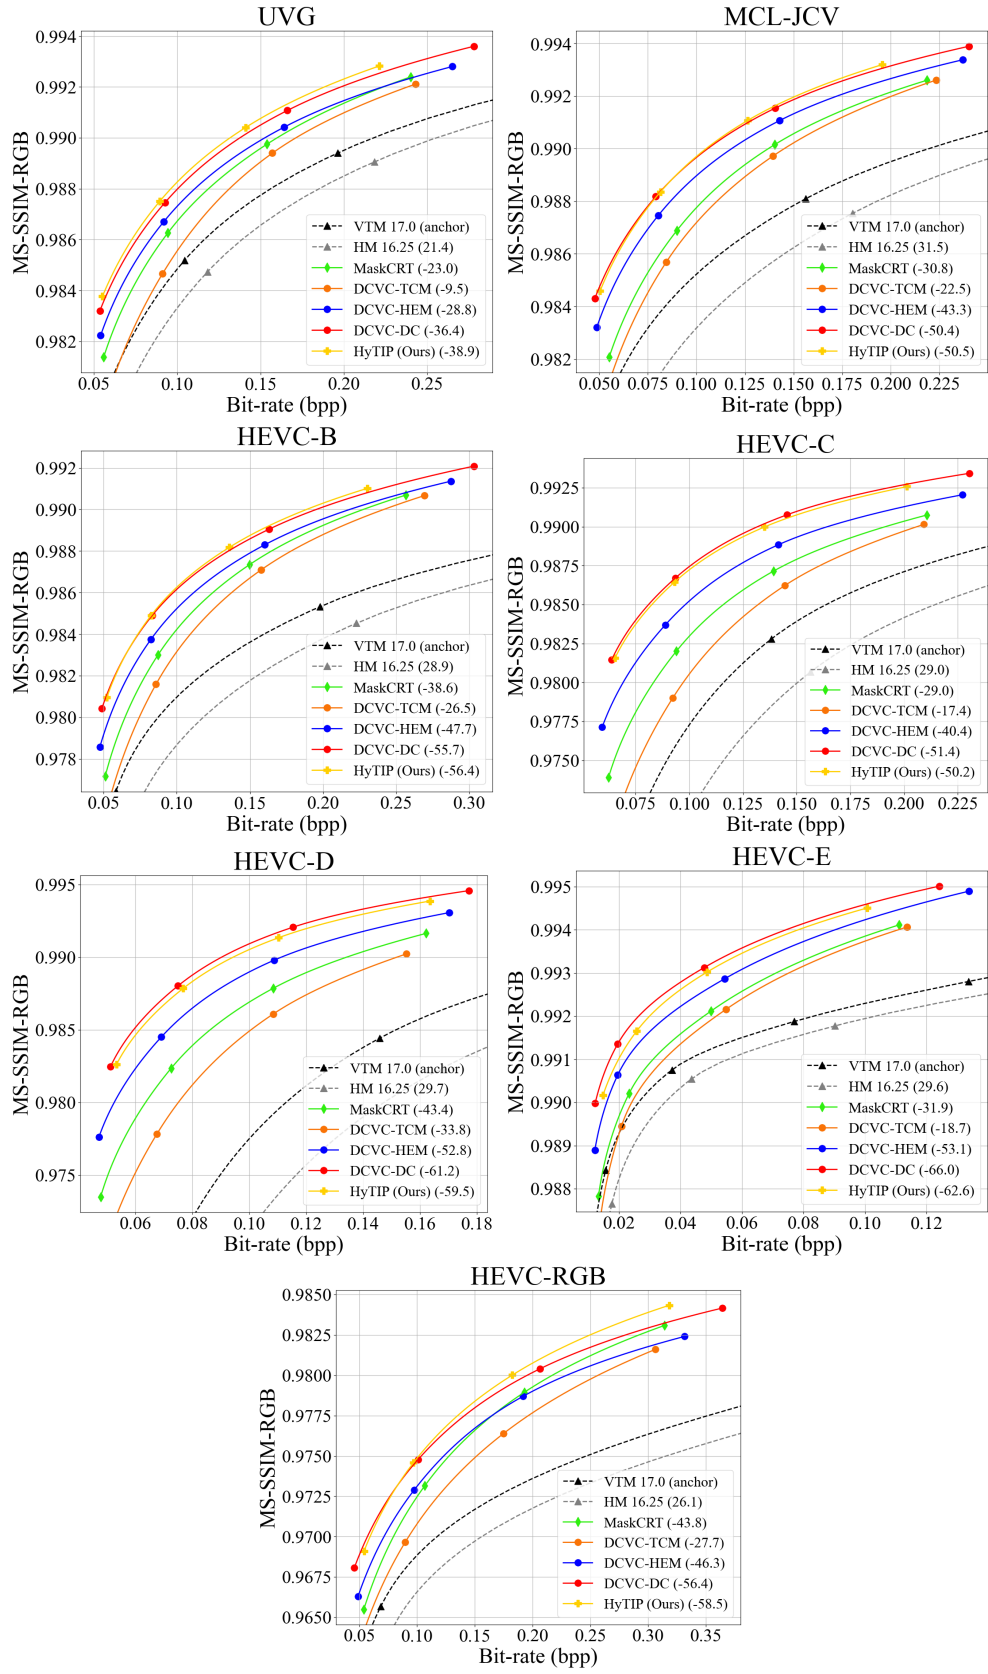 UVG
MS-SSIM-RGB
0.994
0.992
0.990
0.988
0.986
0.984
0.982
0.05 0.10 0.15 0.20 0.25
Bit-rate (bpp)
VTM 17.0 (anchor)
HM 16.25 (21.4)
MaskCRT (-23.0)
DCVC-TCM (-9.5)
DCVC-HEM (-28.8)
DCVC-DC (-36.4)
HyTIP (Ours) (-38.9)
MCL-JCV
MS-SSIM-RGB
0.994
0.992
0.990
0.988
0.986
0.984
0.982
0.050 0.075 0.100 0.125 0.150 0.175 0.200 0.225
Bit-rate (bpp)
VTM 17.0 (anchor)
HM 16.25 (31.5)
MaskCRT (-30.8)
DCVC-TCM (-22.5)
DCVC-HEM (-43.3)
DCVC-DC (-50.4)
HyTIP (Ours) (-50.5)
HEVC-B
MS-SSIM-RGB
0.992
0.990
0.988
0.986
0.984
0.982
0.980
0.978
0.05 0.10 0.15 0.20 0.25 0.30
Bit-rate (bpp)
VTM 17.0 (anchor)
HM 16.25 (28.9)
MaskCRT (-38.6)
DCVC-TCM (-26.5)
DCVC-HEM (-47.7)
DCVC-DC (-55.7)
HyTIP (Ours) (-56.4)
HEVC-C
MS-SSIM-RGB
0.9925
0.9900
0.9875
0.9850
0.9825
0.9800
0.9775
0.9750
0.075 0.100 0.125 0.150 0.175 0.200 0.225
Bit-rate (bpp)
VTM 17.0 (anchor)
HM 16.25 (29.0)
MaskCRT (-29.0)
DCVC-TCM (-17.4)
DCVC-HEM (-40.4)
DCVC-DC (-51.4)
HyTIP (Ours) (-50.2)
HEVC-D
MS-SSIM-RGB
0.995
0.990
0.985
0.980
0.975
0.06 0.08 0.10 0.12 0.14 0.16 0.18
Bit-rate (bpp)
VTM 17.0 (anchor)
HM 16.25 (29.7)
MaskCRT (-43.4)
DCVC-TCM (-33.8)
DCVC-HEM (-52.8)
DCVC-DC (-61.2)
HyTIP (Ours) (-59.5)
HEVC-E
MS-SSIM-RGB
0.995
0.994
0.993
0.992
0.991
0.990
0.989
0.988
0.02 0.04 0.06 0.08 0.10 0.12
Bit-rate (bpp)
VTM 17.0 (anchor)
HM 16.25 (29.6)
MaskCRT (-31.9)
DCVC-TCM (-18.7)
DCVC-HEM (-53.1)
DCVC-DC (-66.0)
HyTIP (Ours) (-62.6)
HEVC-RGB
MS-SSIM-RGB
0.9850
0.9825
0.9800
0.9775
0.9750
0.9725
0.9700
0.9675
0.9650
0.05 0.10 0.15 0.20 0.25 0.30 0.35
Bit-rate (bpp)
VTM 17.0 (anchor)
HM 16.25 (26.1)
MaskCRT (-43.8)
DCVC-TCM (-27.7)
DCVC-HEM (-46.3)
DCVC-DC (-56.4)
HyTIP (Ours) (-58.5)